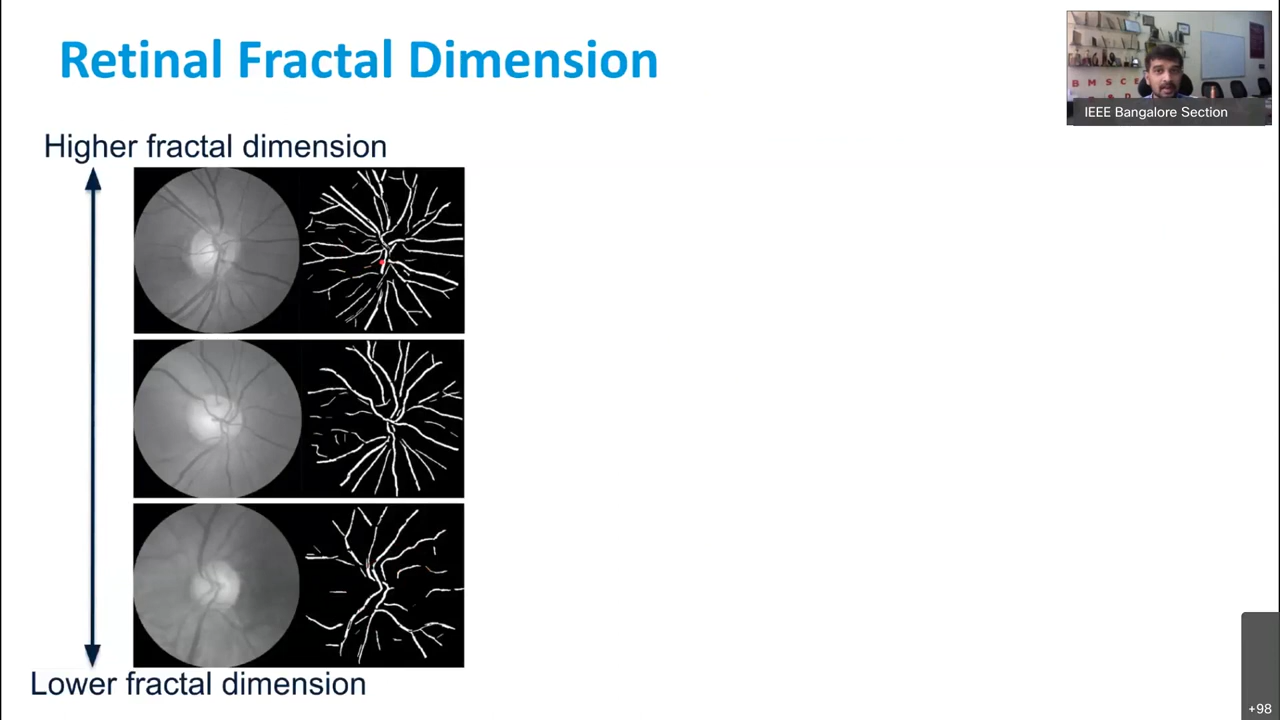 Retinal Fractal Dimension
IEEE Bangalore Section
Higher fractal dimension
Lower fractal dimension
+98
B M S C E